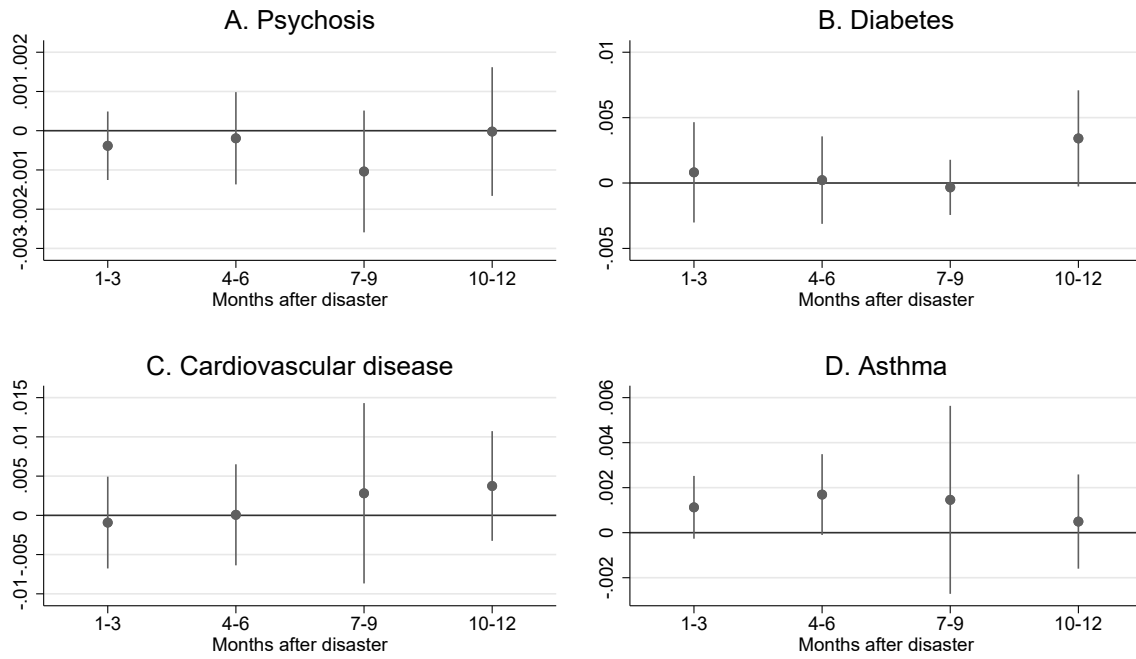 A. Psychosis
.002
.001
0
-.001
-.002
-.003
1-3 4-6 7-9 10-12
Months after disaster
B. Diabetes
.01
.005
0
-.005
1-3 4-6 7-9 10-12
Months after disaster
C. Cardiovascular disease
.015
.01
.005
0
-.005
-.01
1-3 4-6 7-9 10-12
Months after disaster
D. Asthma
.006
.004
.002
0
-.002
1-3 4-6 7-9 10-12
Months after disaster